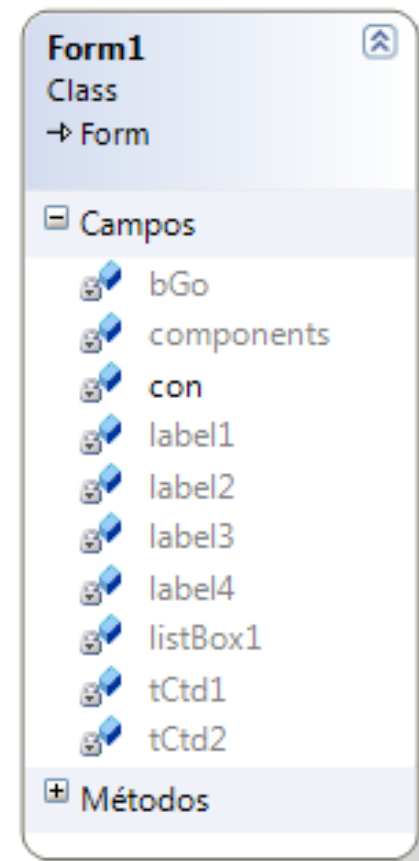 Form1
Class
Form
Campos
bGo
components
con
label1
label2
label3
label4
listBox1
tCtd1
tCtd2
Métodos